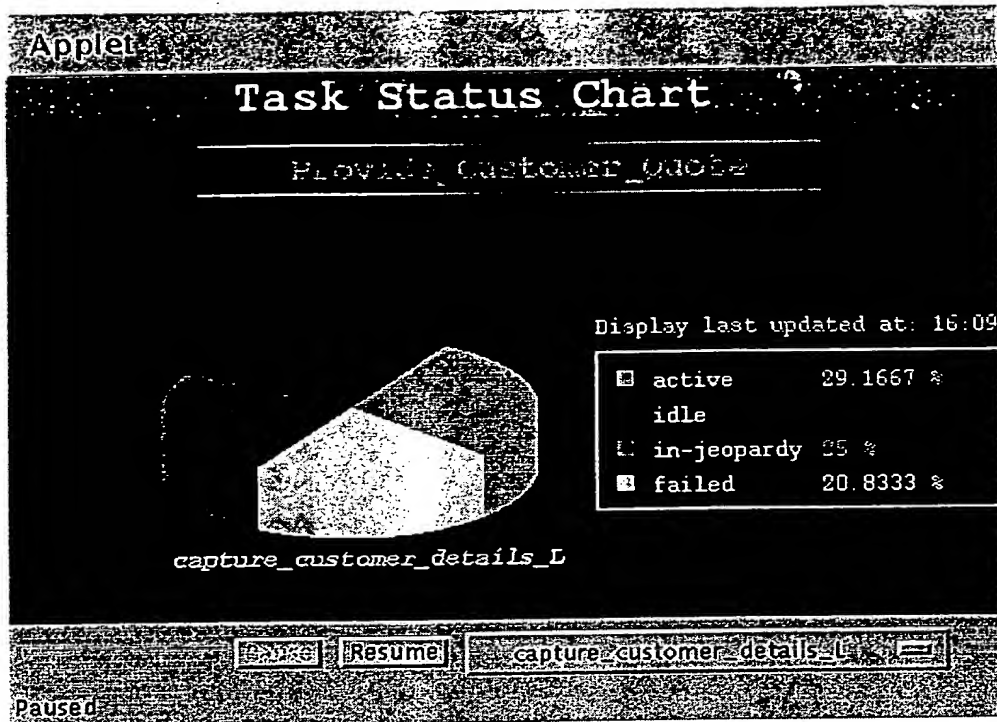 Applet
Task Status Chart
Provide_Customer_Quote
Display last updated at: 16:09
active 29.1667 %
idle
in-jeopardy %
failed 20.8333 %
capture_customer_details_L
Resume capture_customer_details_L
Paused